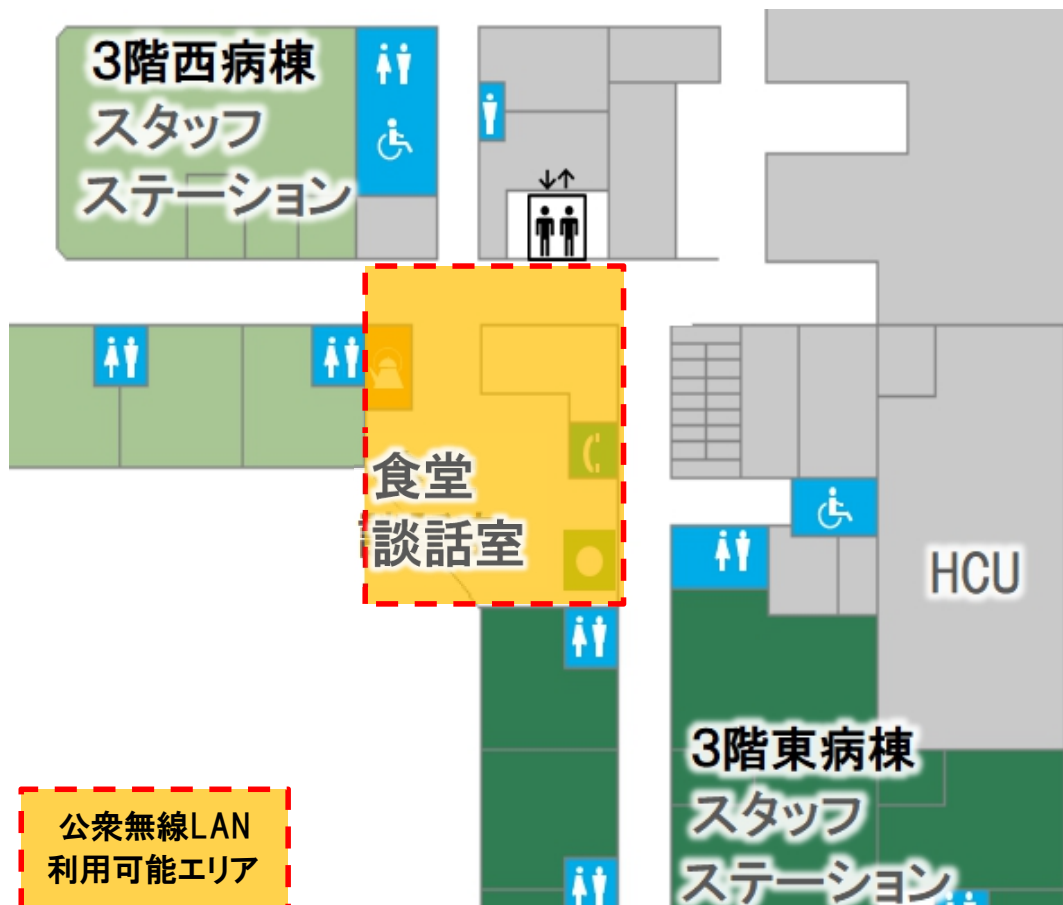 3階西病棟
スタッフ
ステーション
食堂
談話室
HCU
3階東病棟
スタッフ
ステーション
公衆無線LAN
利用可能エリア